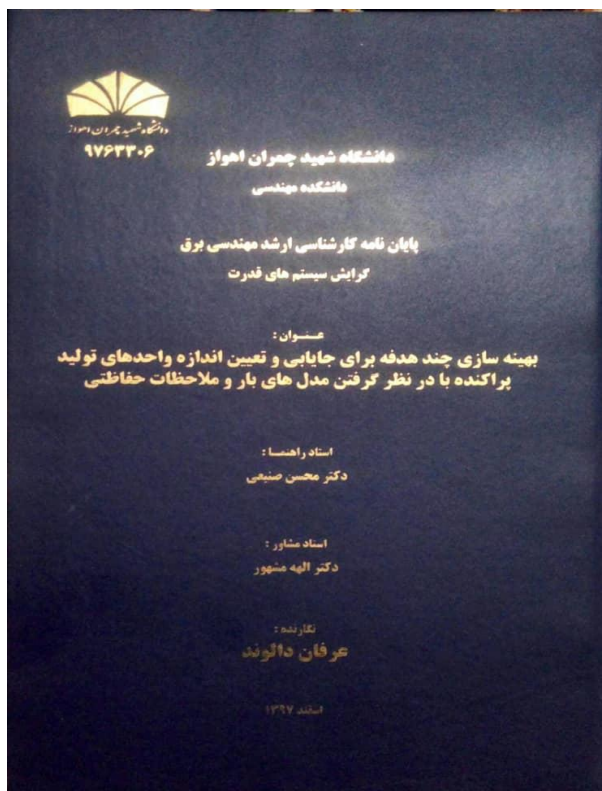 دانشگاه شهید چمران اهواز
۹۷۶۳۳۰۶
دانشگاه شهید چمران اهواز
دانشکده مهندسی
پایان نامه کارشناسی ارشد مهندسی برق
گرایش سیستم های قدرت
عنـــوان :
بهینه سازی چند هدفه برای جایابی و تعیین اندازه واحدهای تولید
پراکنده با در نظر گرفتن مدل های بار و ملاحظات حفاظتی
استاد راهنمـا :
دکتر محسن صنیعی
استاد مشاور :
دکتر الهه مشهور
نگارنده :
عرفان دالوند
اسفند ۱۳۹۷